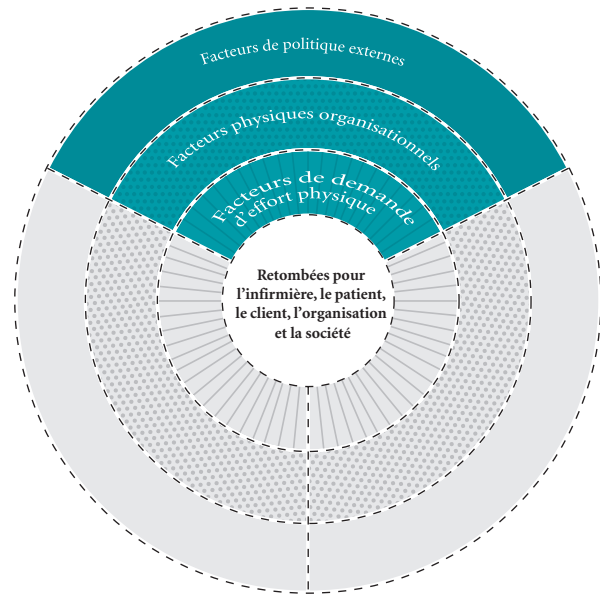 Facteurs de politique externes
Facteurs physiques organisationnels
Facteurs de demande
d'effort physique
Retombées pour
l'infirmière, le patient,
le client, l'organisation
et la société